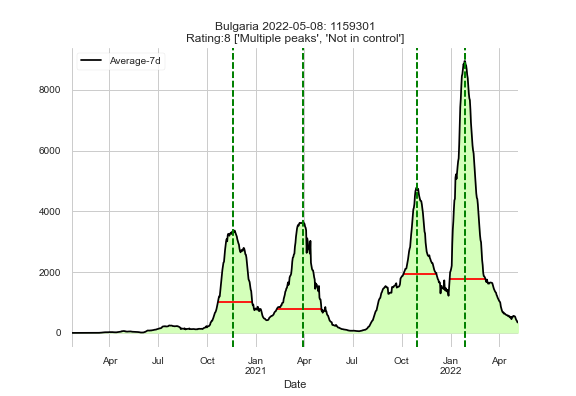 Bulgaria 2022-05-08: 1159301
Rating:8 ['Multiple peaks', 'Not in control']
Average-7d
8000
6000
4000
2000
0
Apr Jul Oct Jan Apr Jul Oct Jan Apr
2021 2022
Date